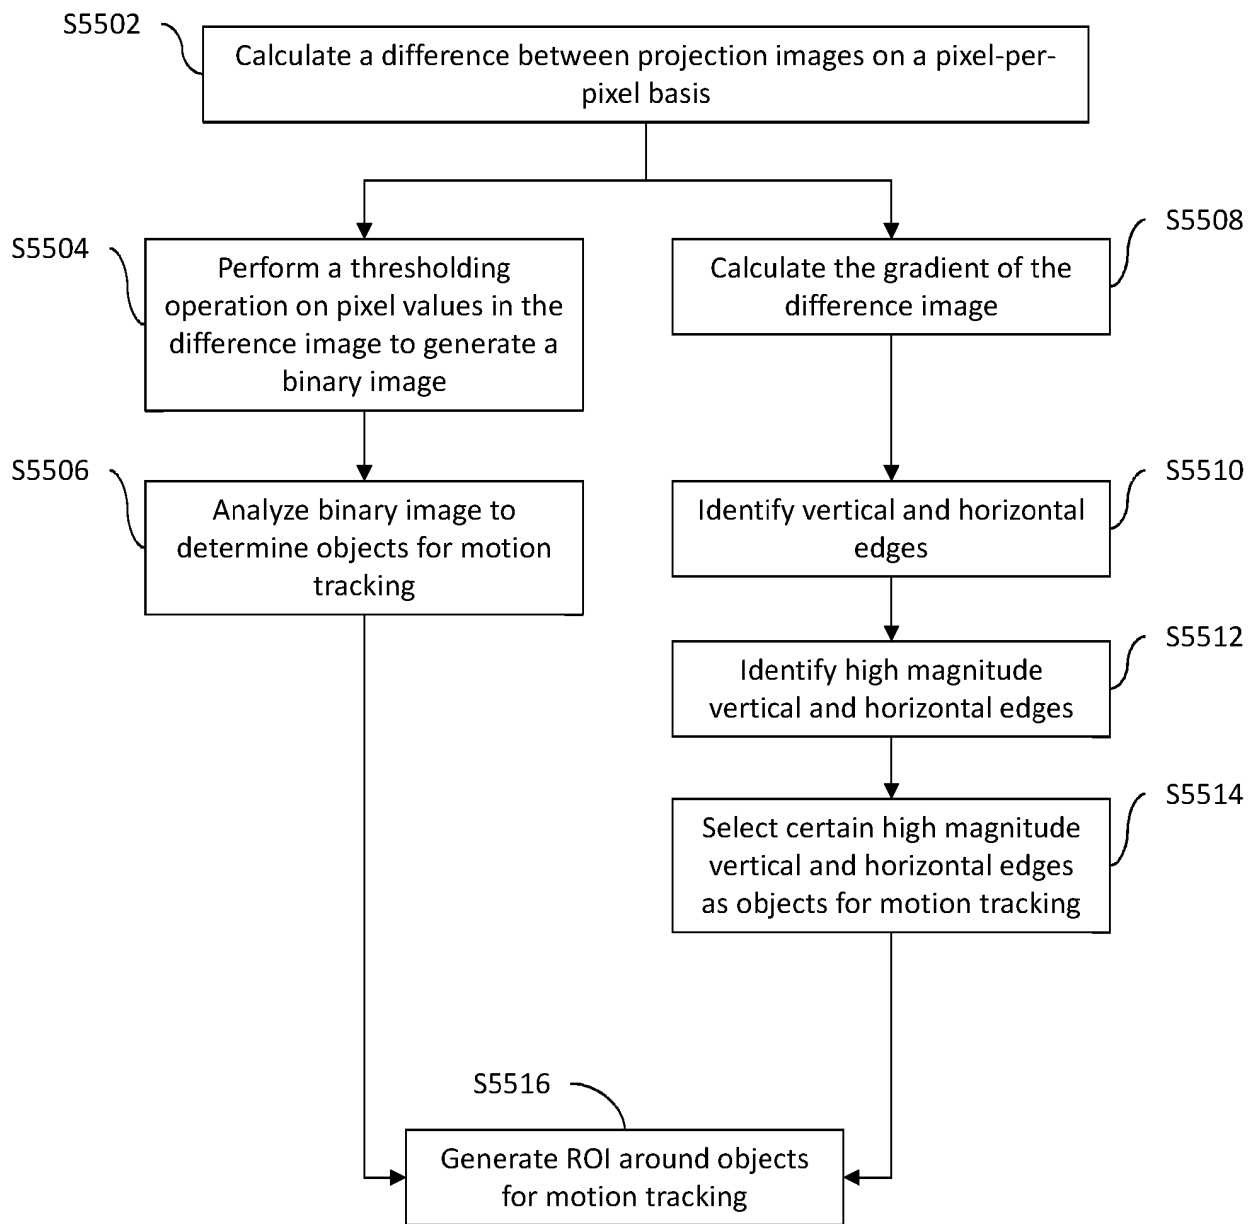 S5502
Calculate a difference between projection images on a pixel-per-
pixel basis
S5504
Perform a thresholding
operation on pixel values in the
difference image to generate a
binary image
S5508
Calculate the gradient of the
difference image
S5506
Analyze binary image to
determine objects for motion
tracking
S5510
Identify vertical and horizontal
edges
S5512
Identify high magnitude
vertical and horizontal edges
S5514
Select certain high magnitude
vertical and horizontal edges
as objects for motion tracking
S5516
Generate ROI around objects
for motion tracking